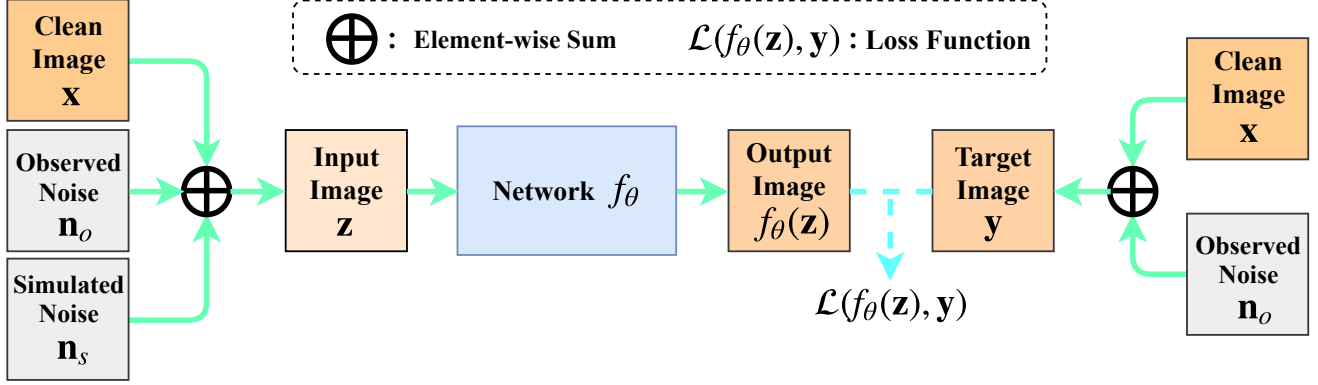 Clean
Image
x
Observed
Noise
n_o
Simulated
Noise
n_s
: Element-wise Sum
ℒ(f_θ(z), y) : Loss Function
Input
Image
z
Network f_θ
Output
Image
f_θ(z)
ℒ(f_θ(z), y)
Target
Image
y
Clean
Image
x
Observed
Noise
n_o